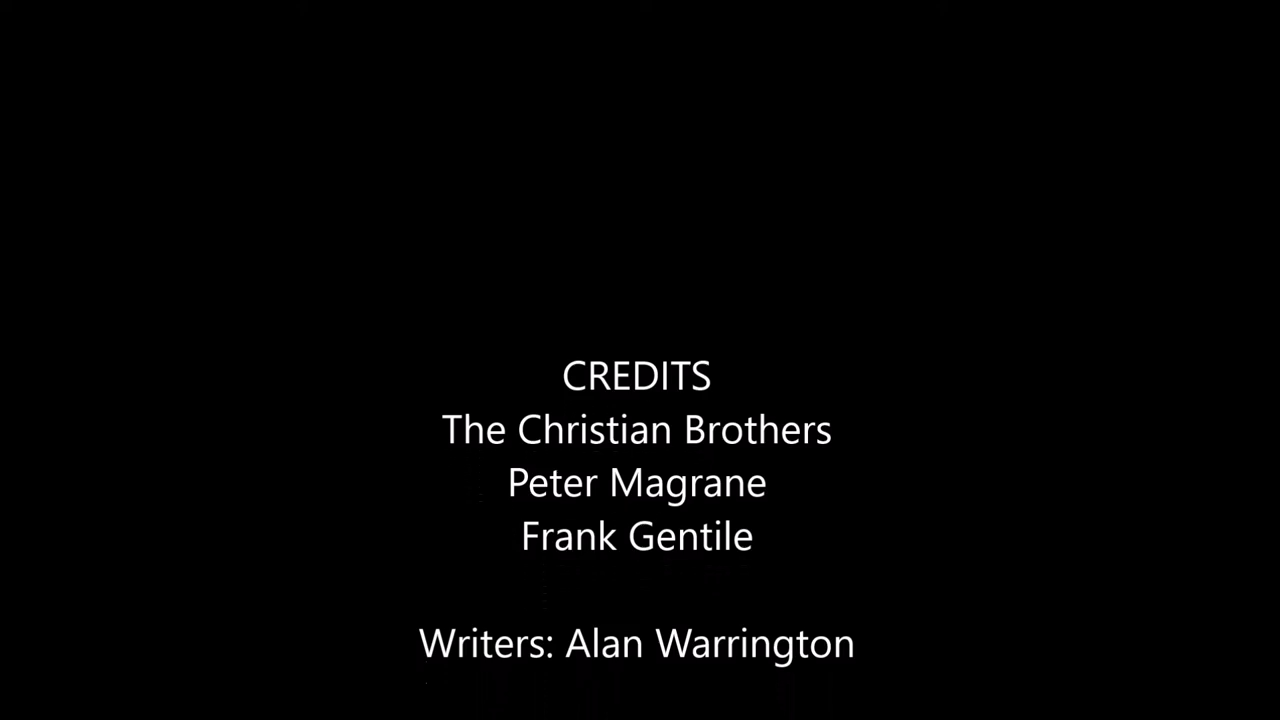 CREDITS
The Christian Brothers
Peter Magrane
Frank Gentile
Writers: Alan Warrington